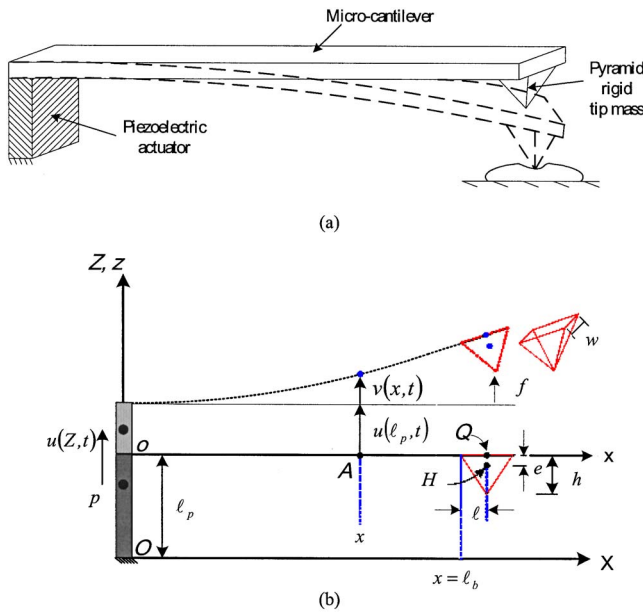 Micro-cantilever
Pyramid
rigid
tip mass
Piezoelectric
actuator
(a)
Z, z
w
v(x,t)
f
u(Z,t)
u(ℓp,t)
Q
o
x
p
A
H
e
h
ℓp
x
ℓ
O
X
x = ℓb
(b)